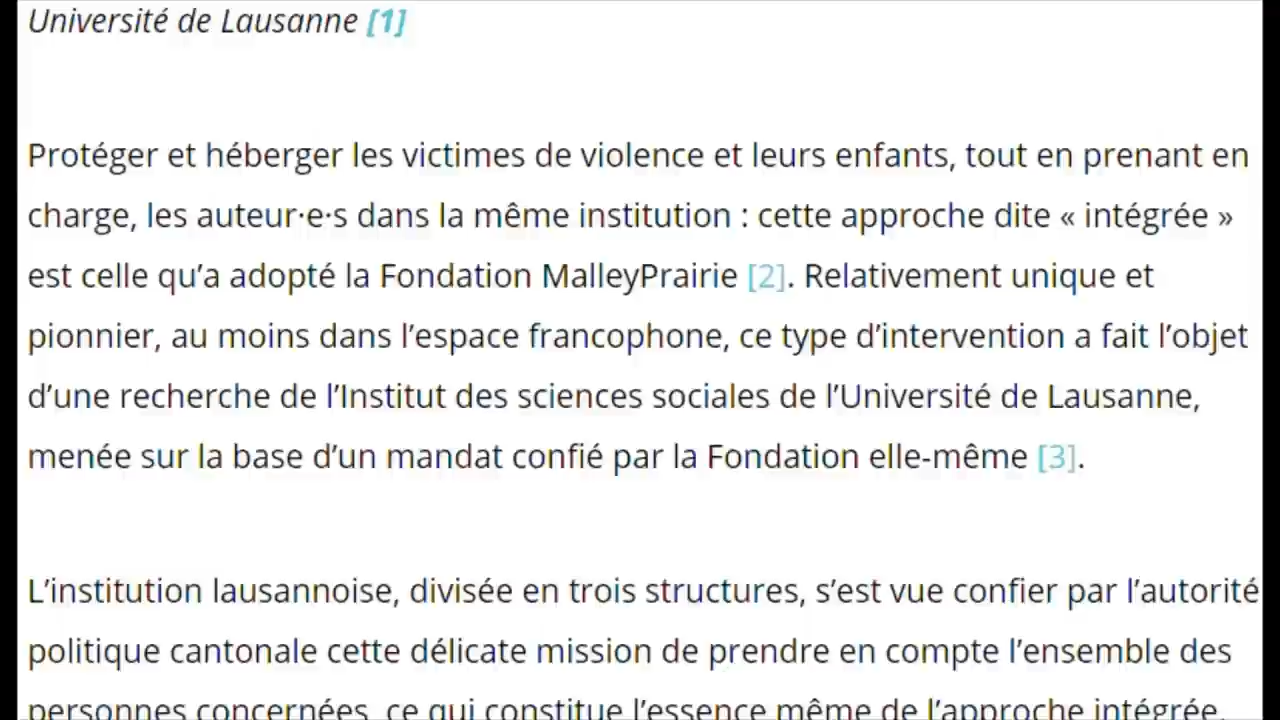 Université de Lausanne [1]
Protéger et héberger les victimes de violence et leurs enfants, tout en prenant en
charge, les auteur·e·s dans la même institution : cette approche dite « intégrée »
est celle qu’a adopté la Fondation MalleyPrairie [2]. Relativement unique et
pionnier, au moins dans l’espace francophone, ce type d’intervention a fait l’objet
d’une recherche de l’Institut des sciences sociales de l’Université de Lausanne,
menée sur la base d’un mandat confié par la Fondation elle-même [3].
L’institution lausannoise, divisée en trois structures, s’est vue confier par l’autorité
politique cantonale cette délicate mission de prendre en compte l’ensemble des
personnes concernées, ce qui constitue l’essence même de l’approche intégrée.